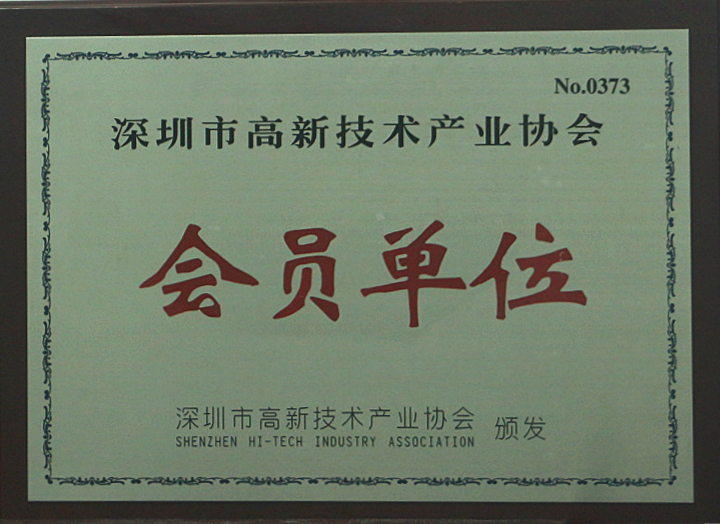 No.0373
深圳市高新技术产业协会
会员单位
深圳市高新技术产业协会 颁发
SHENZHEN HI-TECH INDUSTRY ASSOCIATION